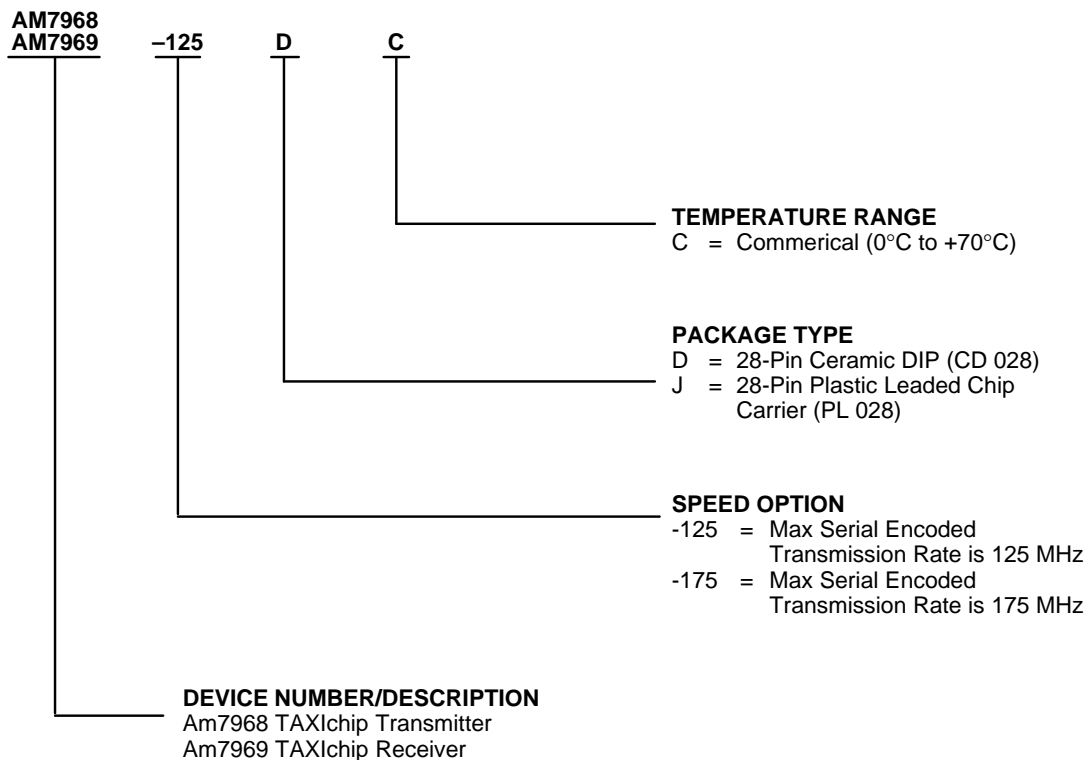 AM7968
AM7969 –125 D C
TEMPERATURE RANGE
C = Commerical (0°C to +70°C)
PACKAGE TYPE
D = 28-Pin Ceramic DIP (CD 028)
J = 28-Pin Plastic Leaded Chip
Carrier (PL 028)
SPEED OPTION
-125 = Max Serial Encoded
Transmission Rate is 125 MHz
-175 = Max Serial Encoded
Transmission Rate is 175 MHz
DEVICE NUMBER/DESCRIPTION
Am7968 TAXIchip Transmitter
Am7969 TAXIchip Receiver